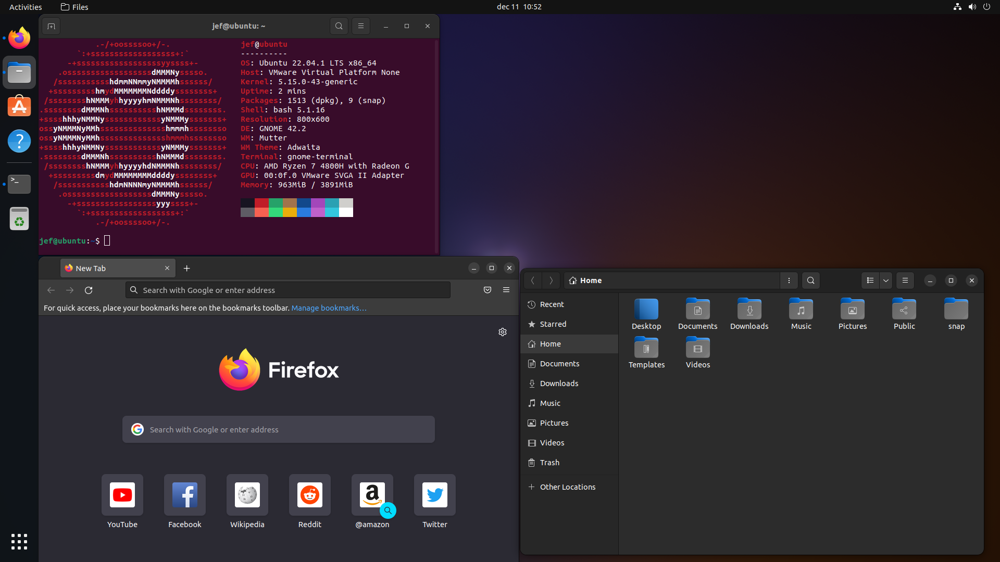 Activities
Files
dec 11 10:52
jef@ubuntu: ~
.-/+oossssoo+/-.
`:+ssssssssssssssssss+:`
-+ssssssssssssssssssyyssss+-
.ossssssssssssssssssdMMMNysssso.
/ssssssssssshdmmNNmmyNMMMMhssssss/
+ssssssssshmydMMMMMMMNddddyssssssss+
/sssssssshNMMMyhhyyyyhmNMMMNhssssssss/
.ssssssssdMMMNhsssssssssshNMMMdssssssss.
+sssshhhyNMMNyssssssssssssyNMMMysssssss+
ossyNMMMNyMMhsssssssssssssshmmmhssssssso
ossyNMMMNyMMhsssssssssssssshmmmhssssssso
+sssshhhyNMMNyssssssssssssyNMMMysssssss+
.ssssssssdMMMNhsssssssssshNMMMdssssssss.
/sssssssshNMMMyhhyyyyhdNMMMNhssssssss/
+sssssssssdmydMMMMMMMMddddyssssssss+
/ssssssssssshdmNNNNmyNMMMMhssssss/
.ossssssssssssssssssdMMMNysssso.
-+sssssssssssssssssyyyssss+-
`:+ssssssssssssssssss+:`
.-/+oossssoo+/-.
jef@ubuntu
----------
OS: Ubuntu 22.04.1 LTS x86_64
Host: VMware Virtual Platform None
Kernel: 5.15.0-43-generic
Uptime: 2 mins
Packages: 1513 (dpkg), 9 (snap)
Shell: bash 5.1.16
Resolution: 800x600
DE: GNOME 42.2
WM: Mutter
WM Theme: Adwaita
Terminal: gnome-terminal
CPU: AMD Ryzen 7 4800H with Radeon G
GPU: 00:0f.0 VMware SVGA II Adapter
Memory: 963MiB / 3891MiB
jef@ubuntu:~$
New Tab
Search with Google or enter address
For quick access, place your bookmarks here on the bookmarks toolbar. Manage bookmarks…
Firefox
Search with Google or enter address
YouTube
Facebook
Wikipedia
Reddit
@amazon
Twitter
Home
Recent
Starred
Home
Documents
Downloads
Music
Pictures
Videos
Trash
Other Locations
Desktop
Documents
Downloads
Music
Pictures
Public
snap
Templates
Videos